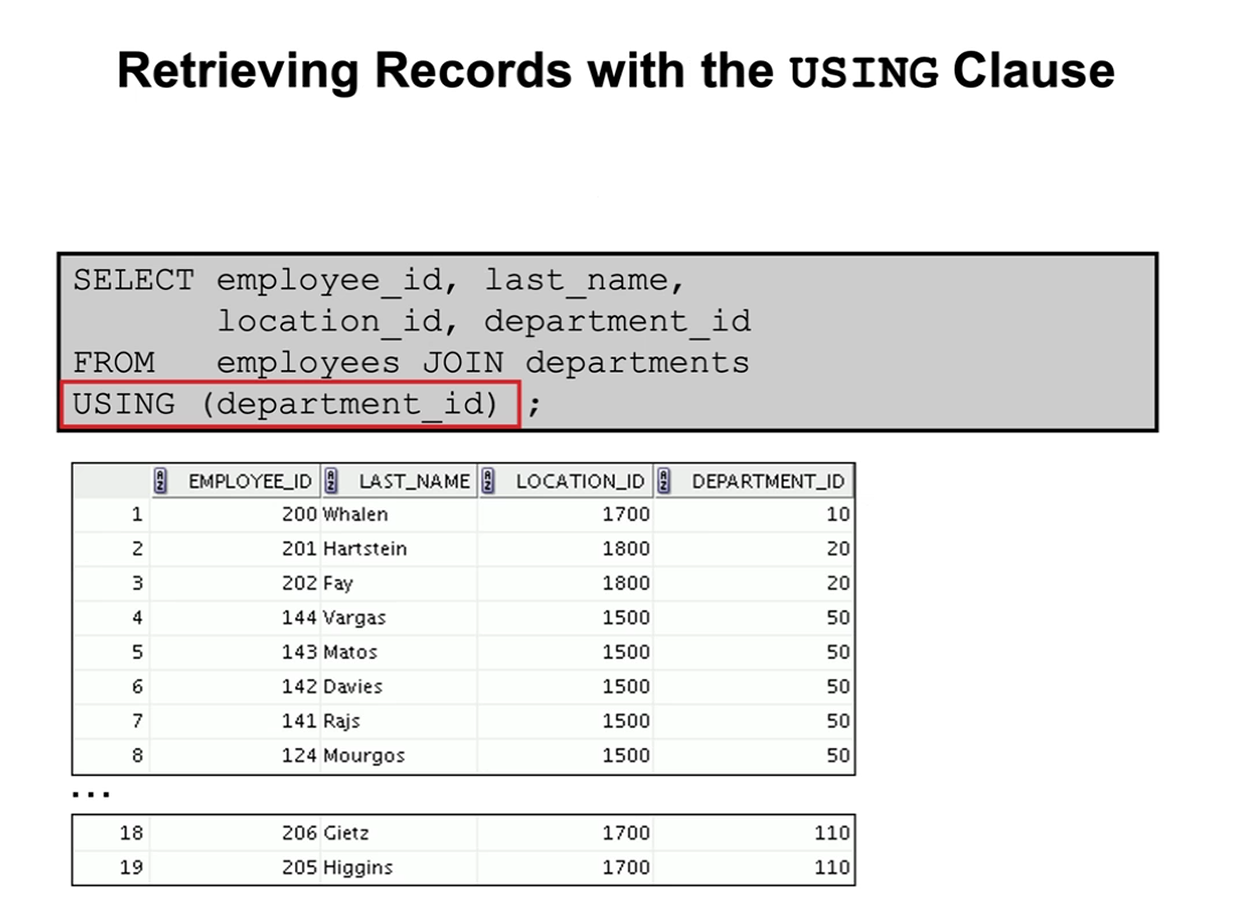 Retrieving Records with the USING Clause
SELECT employee_id, last_name,
location_id, department_id
FROM employees JOIN departments
USING (department_id) ;
EMPLOYEE_ID LAST_NAME LOCATION_ID DEPARTMENT_ID
1 200 Whalen 1700 10
2 201 Hartstein 1800 20
3 202 Fay 1800 20
4 144 Vargas 1500 50
5 143 Matos 1500 50
6 142 Davies 1500 50
7 141 Rajs 1500 50
8 124 Mourgos 1500 50
...
18 206 Gietz 1700 110
19 205 Higgins 1700 110